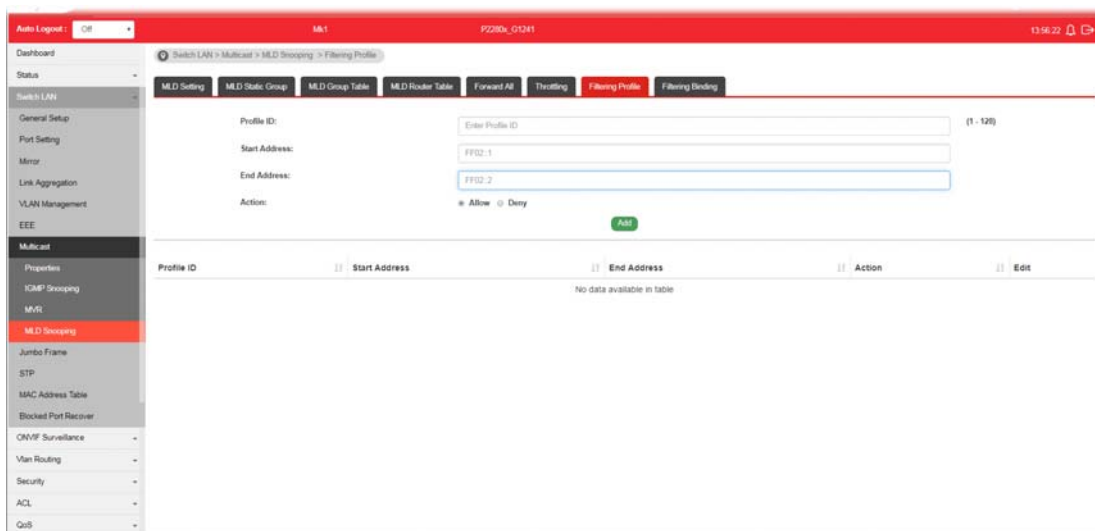 Auto Logout : Off Mk1 P2280x_G1241 13:56:22
Dashboard
Status
Switch LAN
General Setup
Port Setting
Mirror
Link Aggregation
VLAN Management
EEE
Multicast
Properties
IGMP Snooping
MVR
MLD Snooping
Jumbo Frame
STP
MAC Address Table
Blocked Port Recover
ONVIF Surveillance
Vlan Routing
Security
ACL
QoS
Switch LAN > Multicast > MLD Snooping > Filtering Profile
MLD Setting MLD Static Group MLD Group Table MLD Router Table Forward All Throttling Filtering Profile Filtering Binding
Profile ID: Enter Profile ID (1 - 128)
Start Address: FF02::1
End Address: FF02::2
Action: Allow Deny
Add
Profile ID Start Address End Address Action Edit
No data available in table